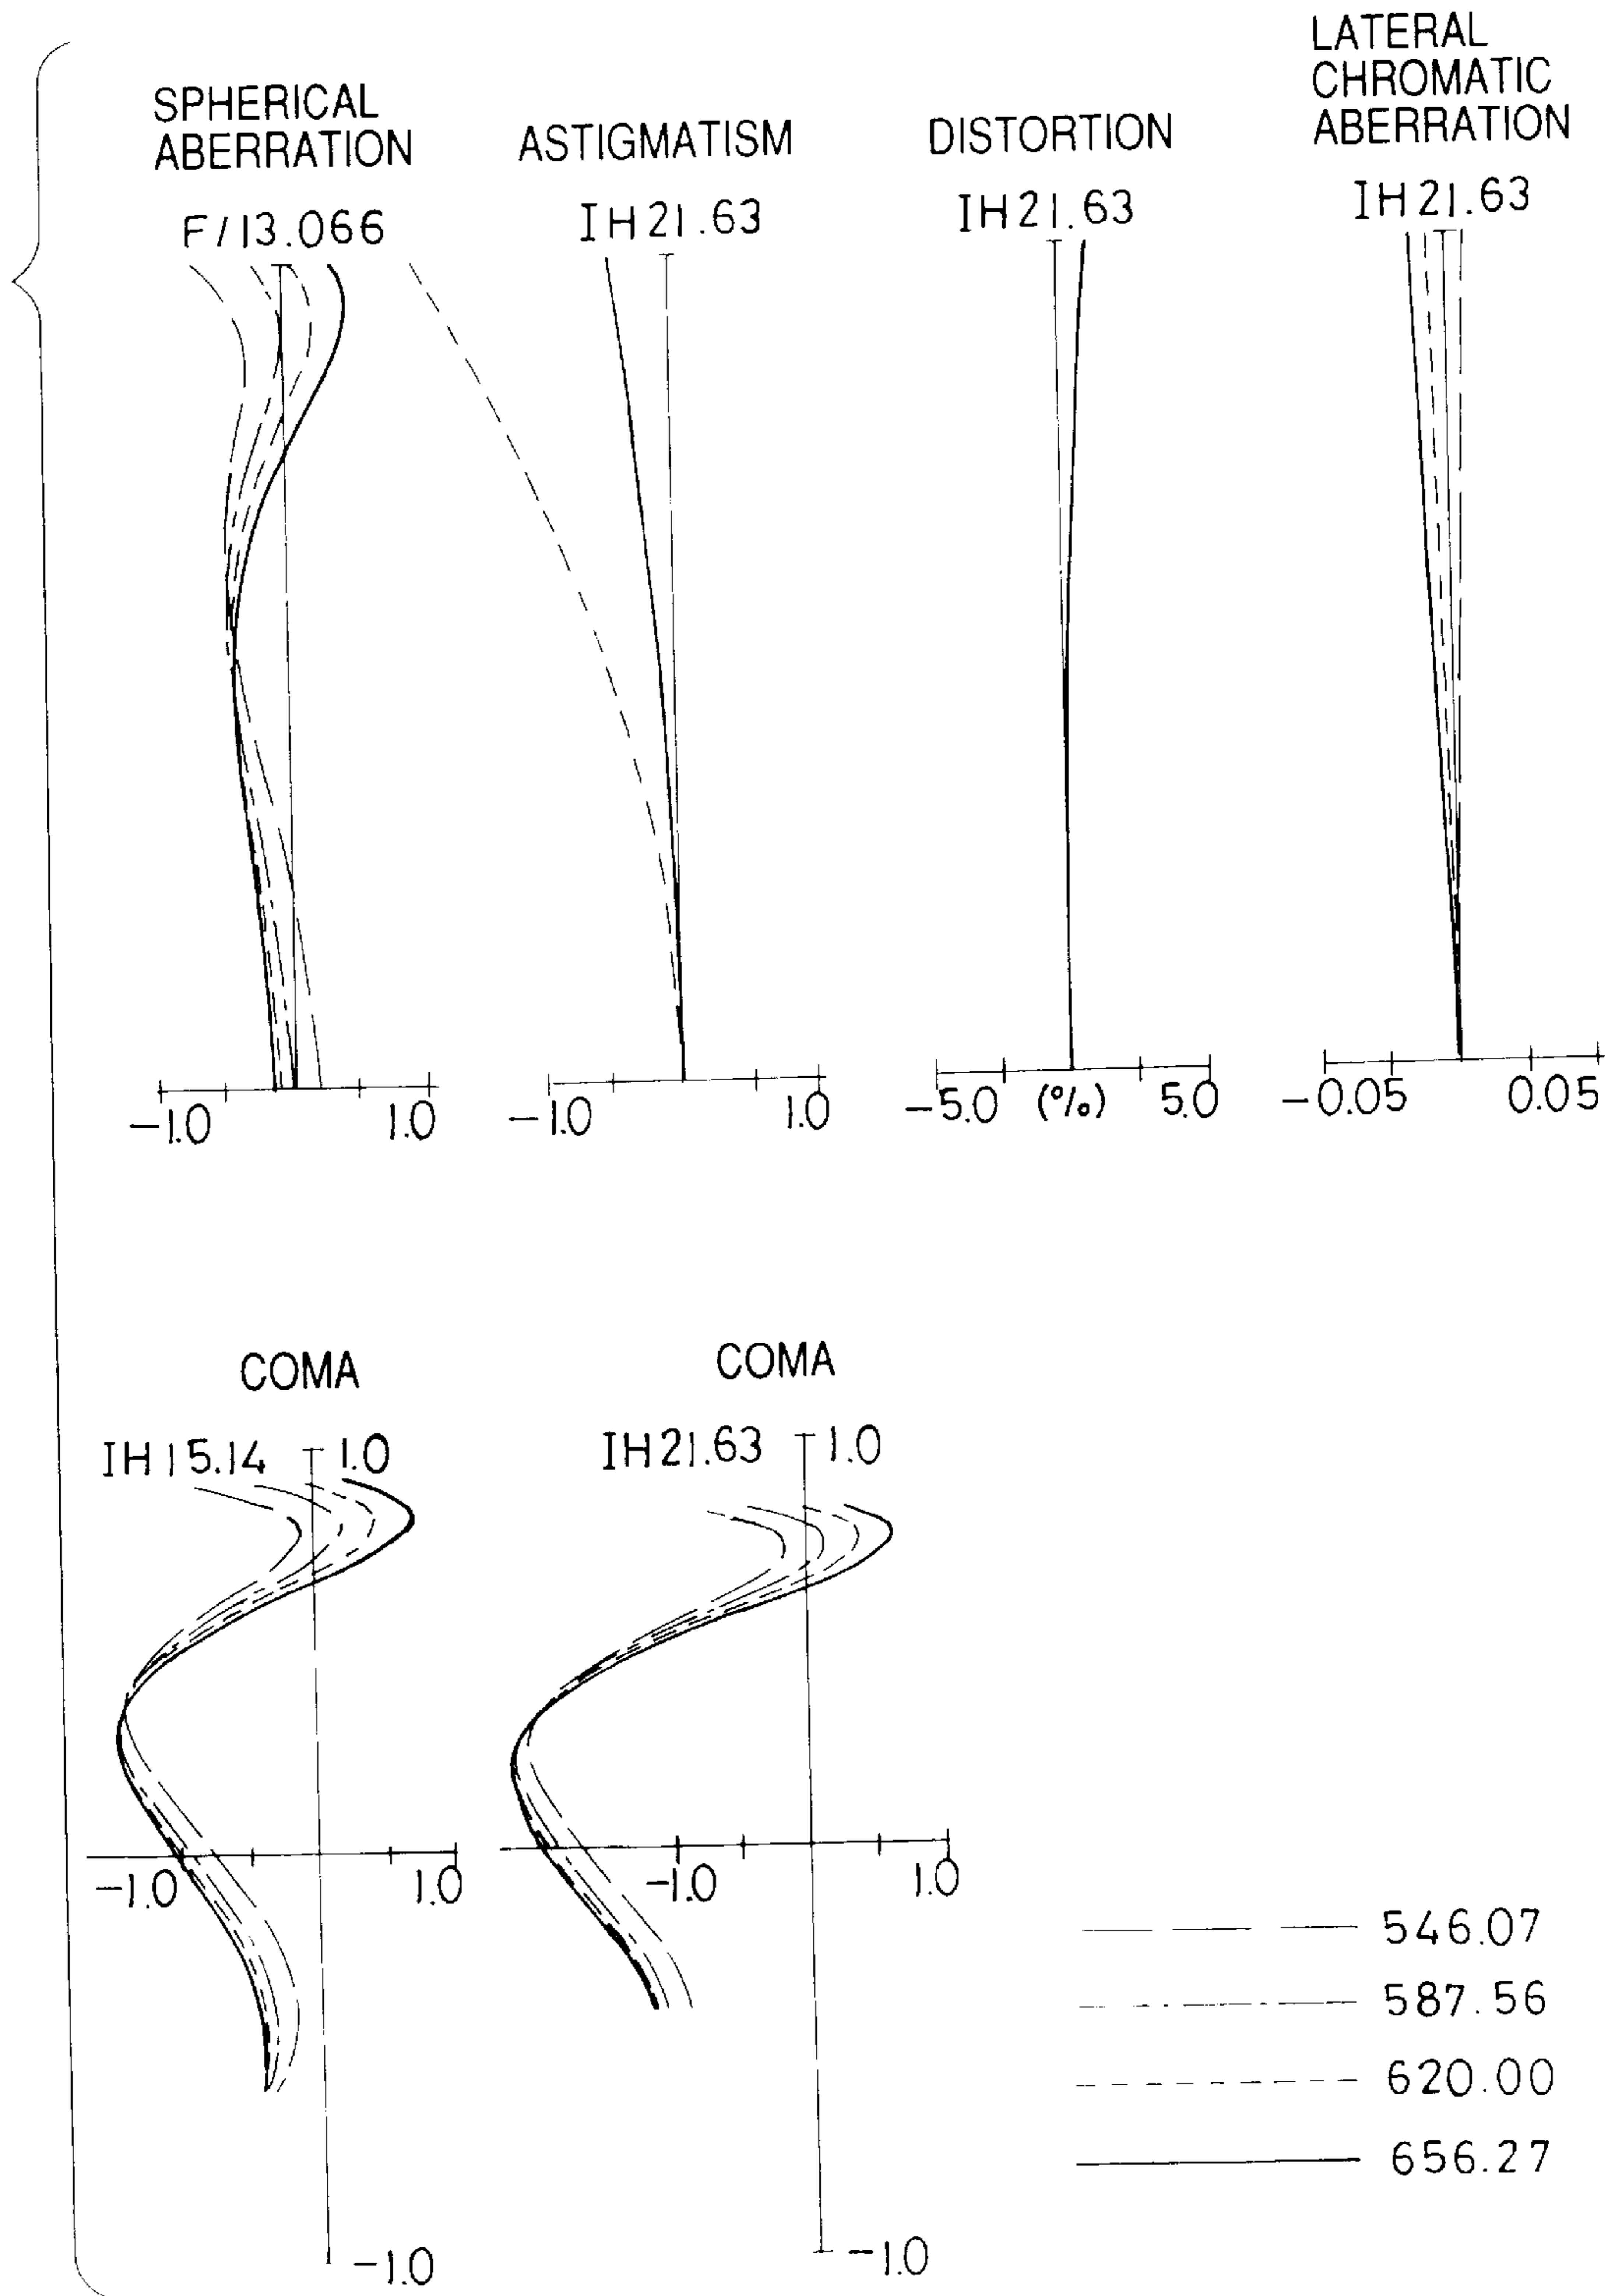 SPHERICAL
ABERRATION
F/13.066
-1.0 1.0
ASTIGMATISM
IH21.63
-1.0 1.0
DISTORTION
IH21.63
-5.0 (%) 5.0
LATERAL
CHROMATIC
ABERRATION
IH21.63
-0.05 0.05
COMA
IH15.14 1.0
-1.0 1.0
-1.0
COMA
IH21.63 1.0
-1.0 1.0
-1.0
546.07
587.56
620.00
656.27